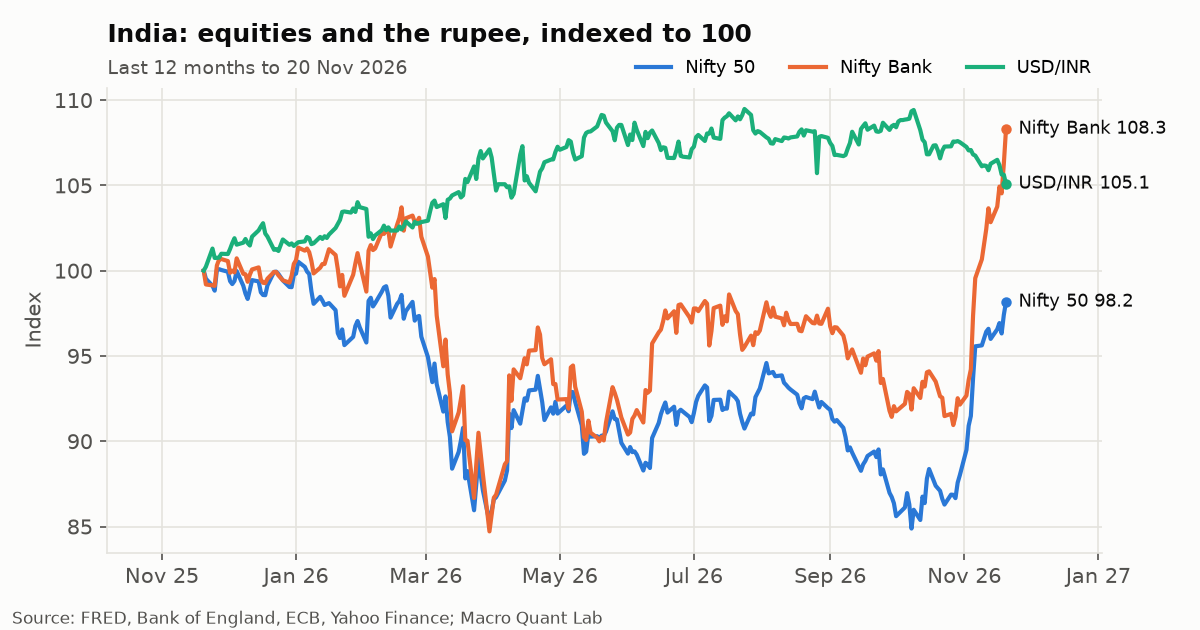 India: equities and the rupee, indexed to 100
Last 12 months to 20 Nov 2026
Nifty 50 Nifty Bank USD/INR
110
105
100
95
90
85
Index
Nifty Bank 108.3
USD/INR 105.1
Nifty 50 98.2
Nov 25 Jan 26 Mar 26 May 26 Jul 26 Sep 26 Nov 26 Jan 27
Source: FRED, Bank of England, ECB, Yahoo Finance; Macro Quant Lab